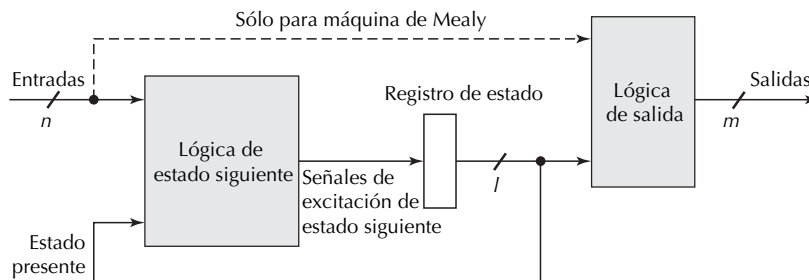 Sólo para máquina de Mealy
Entradas
n
Lógica de
estado siguiente
Registro de estado
Señales de
excitación de
estado siguiente
l
Lógica
de salida
Salidas
m
Estado
presente